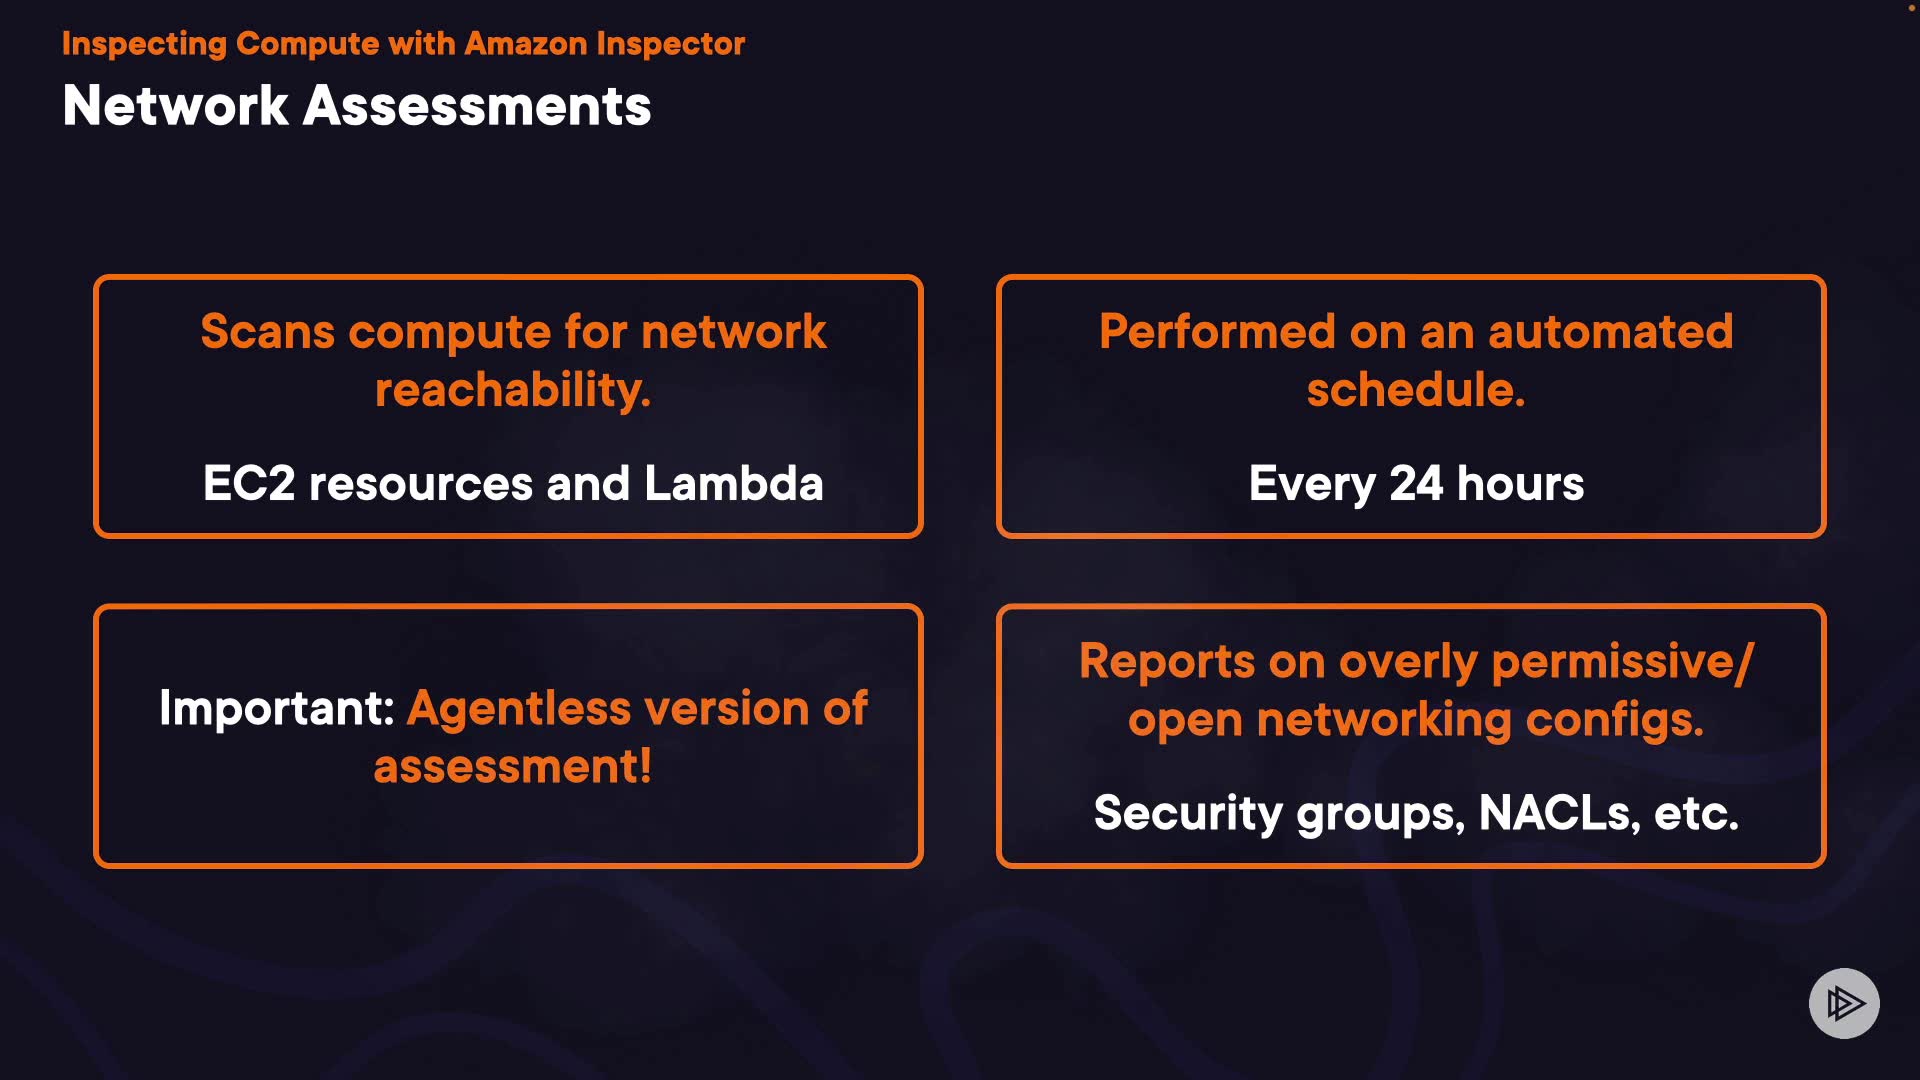 Inspecting Compute with Amazon Inspector
Network Assessments
Scans compute for network
reachability.
EC2 resources and Lambda
Performed on an automated
schedule.
Every 24 hours
Important: Agentless version of
assessment!
Reports on overly permissive/
open networking configs.
Security groups, NACLs, etc.